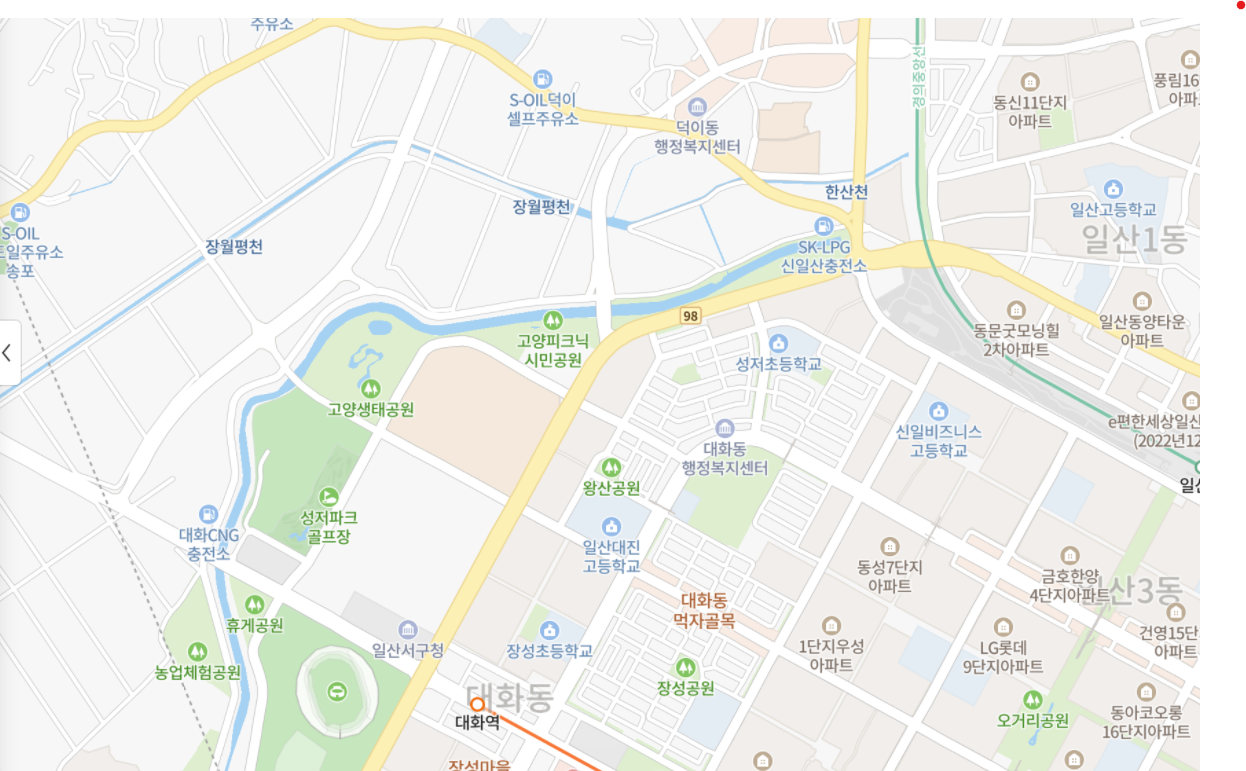 주유소
S-OIL덕이
셀프주유소
덕이동
행정복지센터
경의중앙선
동신11단지
아파트
풍림16
아파
일산고등학교
일산1동
한산천
장월평천
장월평천
S-OIL
드일주유소
송포
SK-LPG
신일산충전소
98
고양피크닉
시민공원
성저초등학교
동문굿모닝힐
2차아파트
일산동양타운
아파트
고양생태공원
신일비즈니스
고등학교
e편한세상일산
(2022년12
일산
대화동
행정복지센터
왕산공원
성저파크
골프장
대화CNG
충전소
일산대진
고등학교
동성7단지
아파트
금호한양
4단지아파트
일산3동
대화동
먹자골목
휴게공원
농업체험공원
일산서구청
장성초등학교
1단지우성
아파트
LG롯데
9단지아파트
건영15단
아파트
장성공원
대화동
대화역
오거리공원
동아코오롱
16단지아파트
장성마을